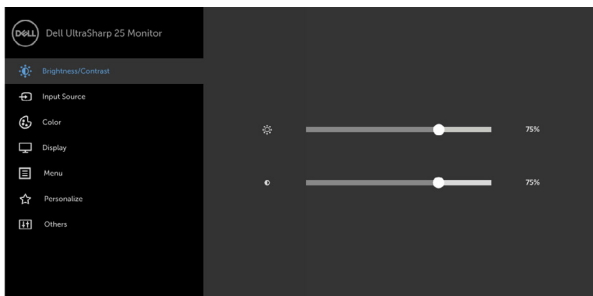 DELL
Dell UltraSharp 25 Monitor
Brightness/Contrast
Input Source
Color
Display
Menu
Personalize
Others
75%
75%